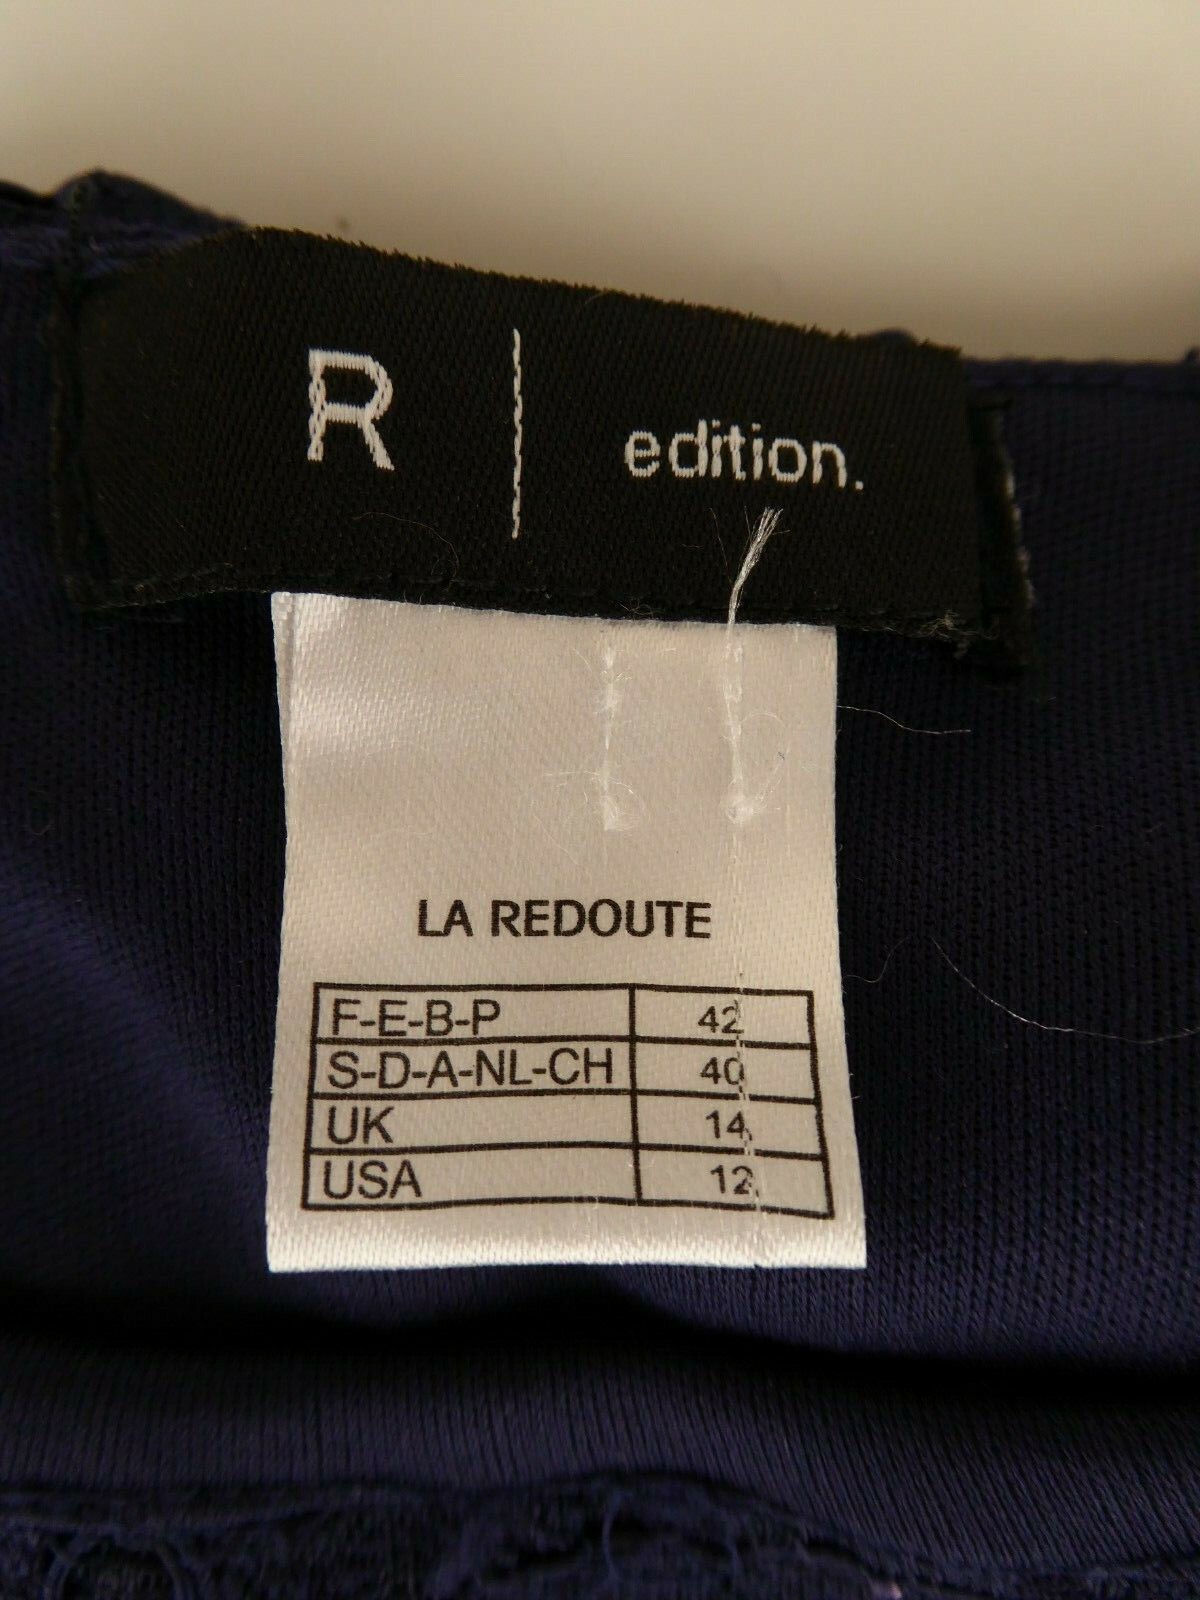 R | edition.
LA REDOUTE
F-E-B-P 42
S-D-A-NL-CH 40
UK 14
USA 12